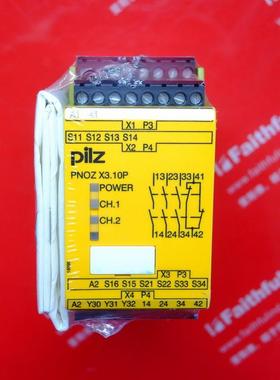 A1
X1 P3
S11 S12 S13 S14
X2 P4
pilz
PNOZ X3.10P
POWER
CH.1
CH.2
13 23 33 41
14 24 34 42
X3 P3
A2 S16 S15 S21 S22 S33 S34
X4 P4
A2 Y30 Y31 Y32 14 24 34 42
Faithful